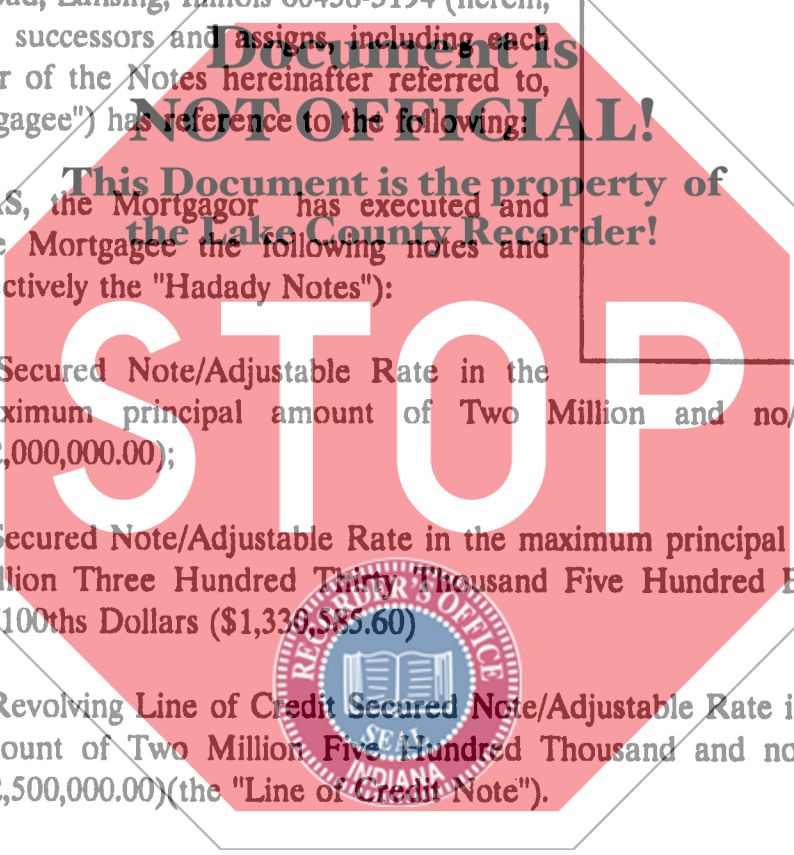 oad, Lansing, Illinois 60438-3194 (herein,
successors and assigns, including each
r of the Notes hereinafter referred to,
gagee") has reference to the following:
Document is
NOT OFFICIAL!
This Document is the property of
the Lake County Recorder!
AS, the Mortgagor has executed and
e Mortgagee the following notes and
ectively the "Hadady Notes"):
STOP
Secured Note/Adjustable Rate in the
ximum principal amount of Two Million and no/
2,000,000.00);
Secured Note/Adjustable Rate in the maximum principal
lion Three Hundred Thirty Thousand Five Hundred E
/100ths Dollars ($1,330,585.60)
RECORDER'S OFFICE
SEAL
INDIANA
Revolving Line of Credit Secured Note/Adjustable Rate i
ount of Two Million Five Hundred Thousand and no
2,500,000.00)(the "Line of Credit Note").